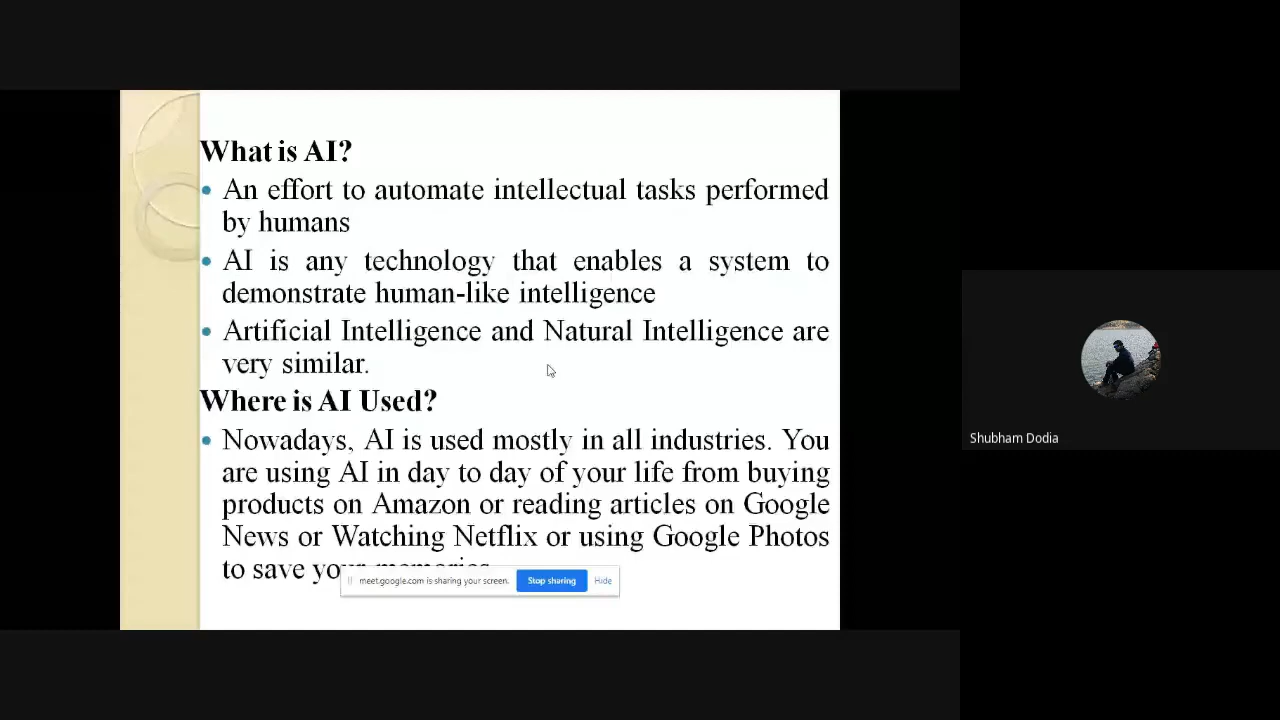 What is AI?
• An effort to automate intellectual tasks performed
by humans
• AI is any technology that enables a system to
demonstrate human-like intelligence
• Artificial Intelligence and Natural Intelligence are
very similar.
Where is AI Used?
• Nowadays, AI is used mostly in all industries. You
are using AI in day to day of your life from buying
products on Amazon or reading articles on Google
News or Watching Netflix or using Google Photos
to save your memories
meet.google.com is sharing your screen. Stop sharing Hide
Shubham Dodia